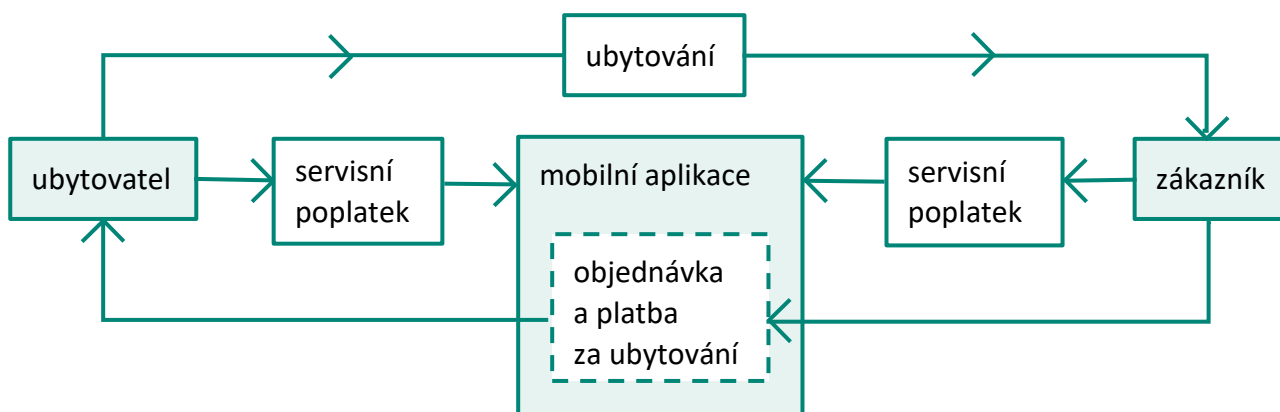 ubytování
ubytovatel
servisní
poplatek
mobilní aplikace
servisní
poplatek
zákazník
objednávka
a platba
za ubytování